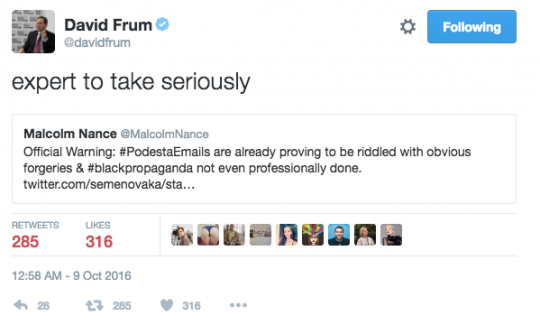 David Frum
@davidfrum
Following
expert to take seriously
Malcolm Nance @MalcolmNance
Official Warning: #PodestaEmails are already proving to be riddled with obvious
forgeries & #blackpropaganda not even professionally done.
twitter.com/semenovaka/sta…
RETWEETS LIKES
285 316
12:58 AM - 9 Oct 2016
28 285 316